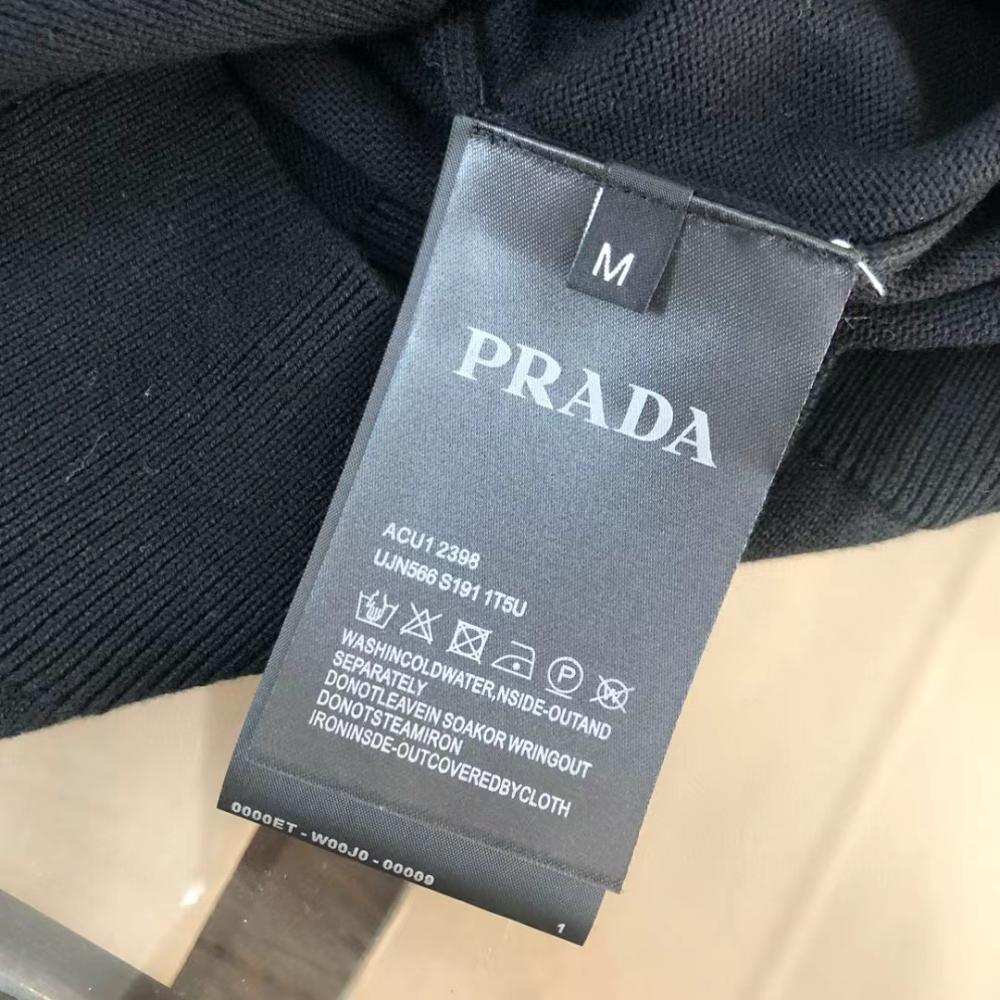 M
PRADA
ACU1 2398
UJN566 S191 1T5U
P W
WASHINCOLDWATER,NSIDE-OUTAND
SEPARATELY
DONOTLEAVEIN SOAKOR WRINGOUT
DONOTSTEAMIRON
IRONINSDE-OUTCOVEREDBYCLOTH
0000ET - W00J0 - 00009
1